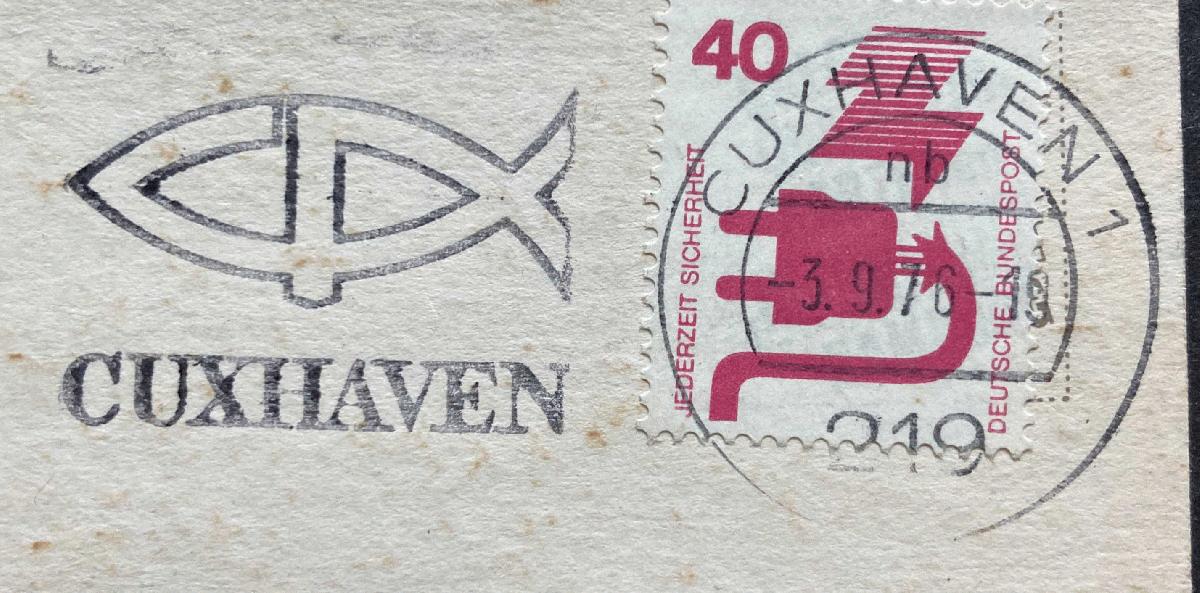 CUXHAVEN
40
JEDERZEIT SICHERHEIT
DEUTSCHE BUNDESPOST
CUXHAVEN 1
nb
-3.9.76-
219